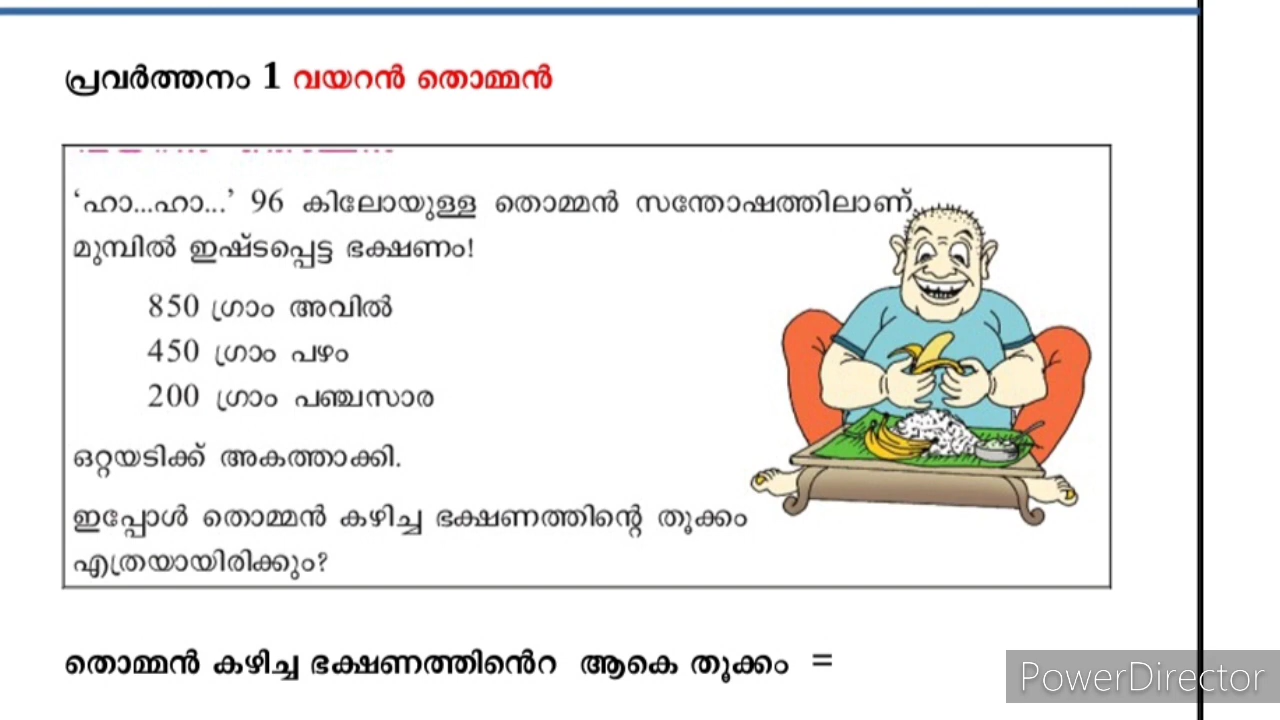 പ്രവർത്തനം 1 വയറൻ തൊമ്മൻ
‘ഹാ...ഹാ...’ 96 കിലോയുള്ള തൊമ്മൻ സന്തോഷത്തിലാണ്.
മുമ്പിൽ ഇഷ്ടപ്പെട്ട ഭക്ഷണം!
850 ഗ്രാം അവിൽ
450 ഗ്രാം പഴം
200 ഗ്രാം പഞ്ചസാര
ഒറ്റയടിക്ക് അകത്താക്കി.
ഇപ്പോൾ തൊമ്മൻ കഴിച്ച ഭക്ഷണത്തിന്റെ തൂക്കം
എത്രയായിരിക്കും?
തൊമ്മൻ കഴിച്ച ഭക്ഷണത്തിൻെറ ആകെ തൂക്കം =
PowerDirector